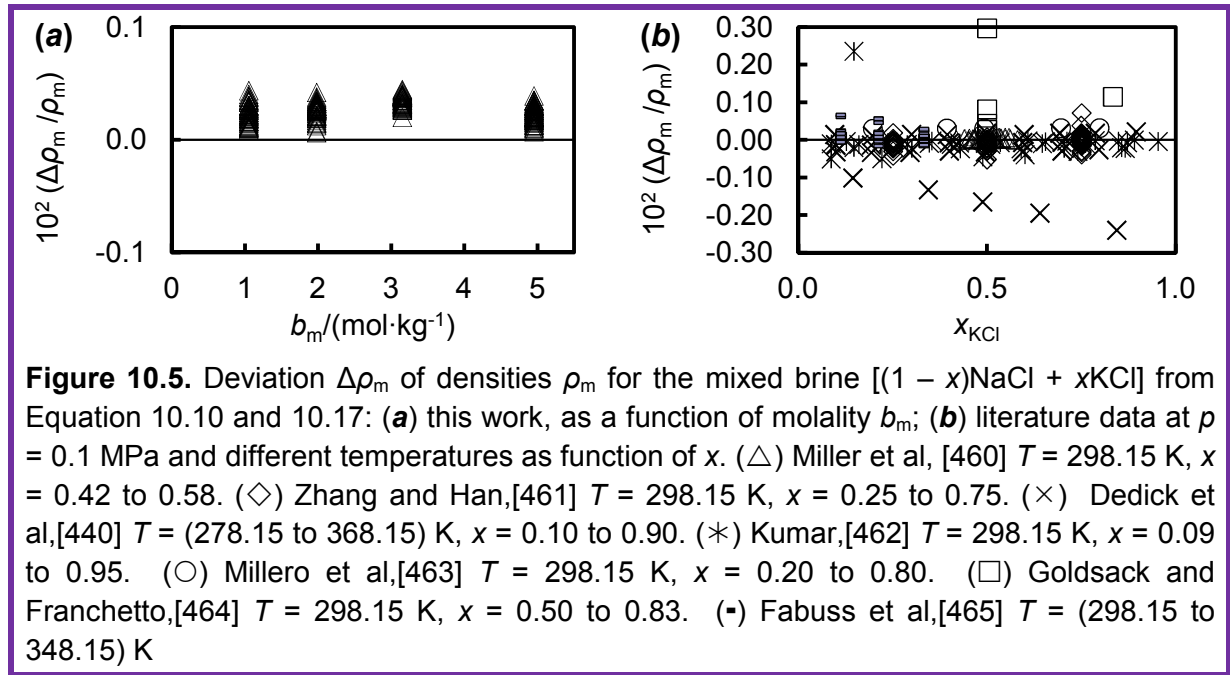 (a)
0.1
0.0
-0.1
10² (Δρm /ρm)
0 1 2 3 4 5
bm/(mol·kg-1)
(b)
0.30
0.20
0.10
0.00
-0.10
-0.20
-0.30
10² (Δρm /ρm)
0.0 0.5 1.0
xKCl
Figure 10.5. Deviation Δρm of densities ρm for the mixed brine [(1 – x)NaCl + xKCl] from
Equation 10.10 and 10.17: (a) this work, as a function of molality bm; (b) literature data at p
= 0.1 MPa and different temperatures as function of x. (△) Miller et al, [460] T = 298.15 K, x
= 0.42 to 0.58. (◇) Zhang and Han,[461] T = 298.15 K, x = 0.25 to 0.75. (×) Dedick et
al,[440] T = (278.15 to 368.15) K, x = 0.10 to 0.90. (∗) Kumar,[462] T = 298.15 K, x = 0.09
to 0.95. (○) Millero et al,[463] T = 298.15 K, x = 0.20 to 0.80. (□) Goldsack and
Franchetto,[464] T = 298.15 K, x = 0.50 to 0.83. (-) Fabuss et al,[465] T = (298.15 to
348.15) K